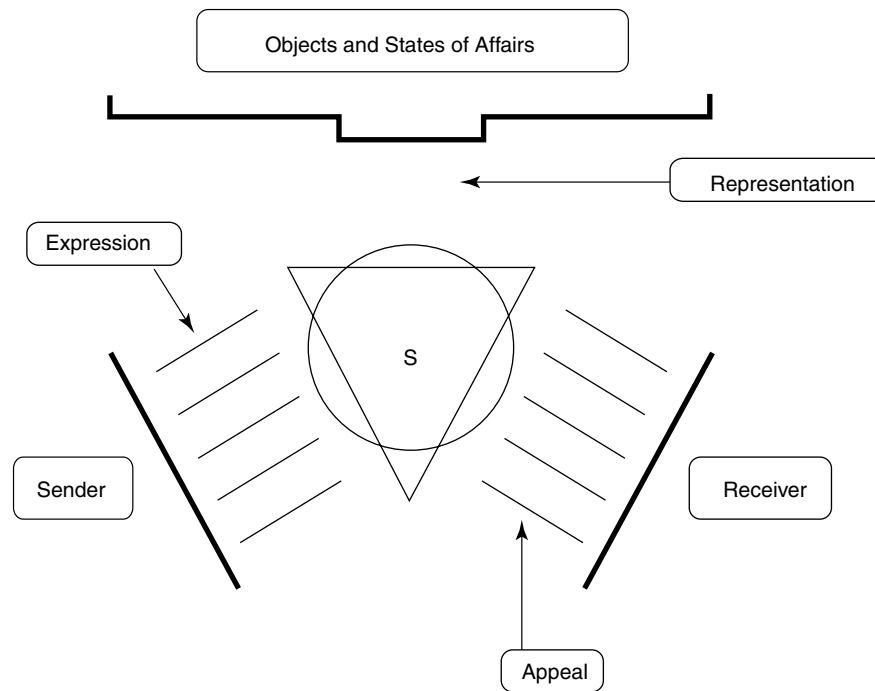 Objects and States of Affairs
Representation
Expression
S
Sender
Receiver
Appeal